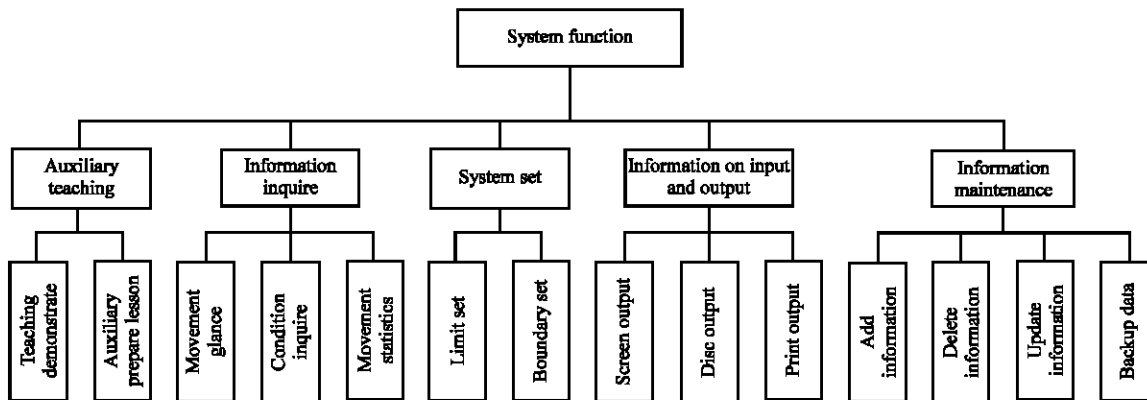 System function
Auxiliary
teaching
Information
inquire
System set
Information on input
and output
Information
maintenance
Teaching
demonstrate
Auxiliary
prepare lesson
Movement
glance
Condition
inquire
Movement
statistics
Limit set
Boundary set
Screen output
Disc output
Print output
Add
information
Delete
information
Update
information
Backup data